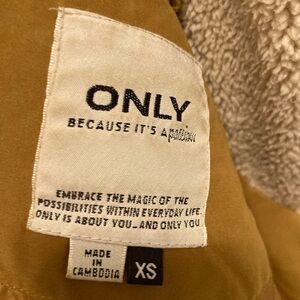 ONLY
BECAUSE IT'S A
EMBRACE THE MAGIC OF THE
POSSIBILITIES WITHIN EVERYDAY LIFE.
ONLY IS ABOUT YOU... AND ONLY YOU
MADE
IN
CAMBODIA
XS